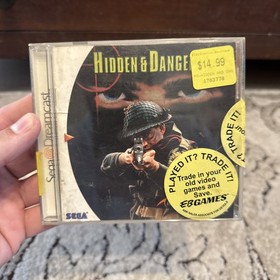 HIDDEN & DANGE
$14.99
Sega Dreamcast
SEGA
PLAYED IT? TRADE IT!
Trade in your
old video
games and
Save.
EBGAMES
TRADE IT!